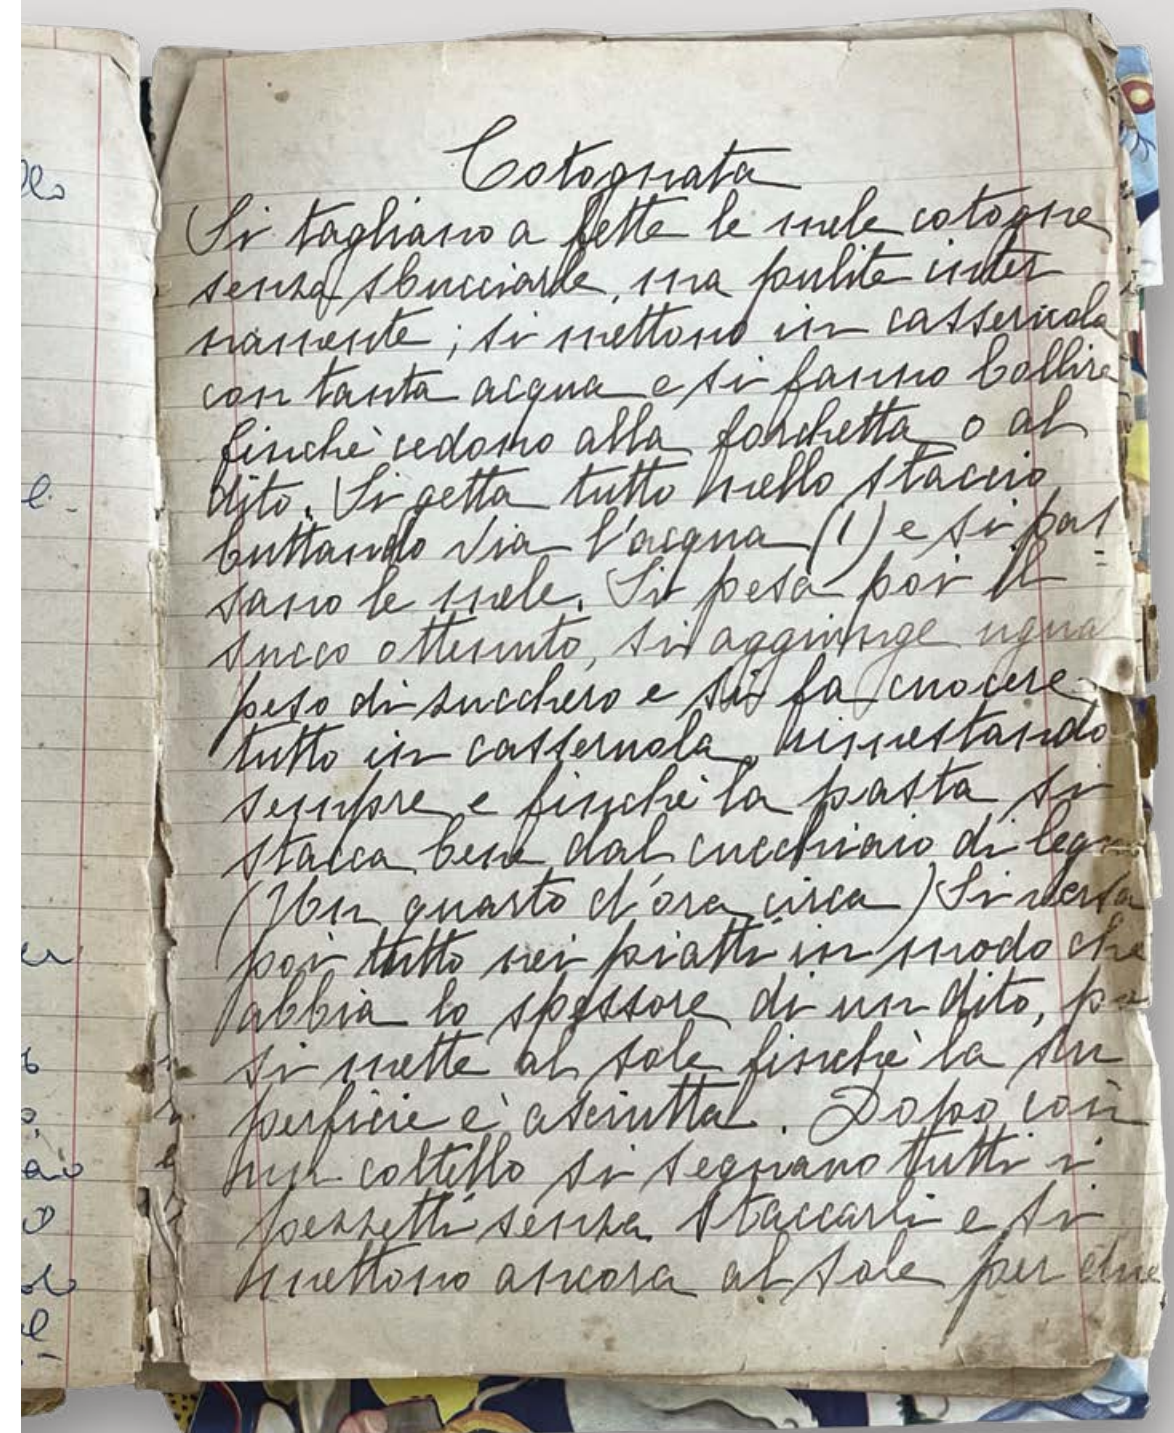 Cotognata
Si tagliano a fette le mele cotogne
senza sbucciarle, ma pulite inter
namente; si mettono in casseruola
con tanta acqua e si fanno bollire
finchè cedono alla forchetta o al
dito. Si getta tutto nello staccio
buttando via l'acqua (1) e si pas=
sano le mele. Si pesa poi il
succo ottenuto, si aggiunge ugua
peso di zucchero e si fa cuocere
tutto in casseruola, rimestando
sempre e finchè la pasta si
stacca bene dal cucchiaio di legno
(Un quarto d'ora circa) Si versa
poi tutto nei piatti in modo che
abbia lo spessore di un dito, po
si mette al sole finchè la su
perficie è asciutta. Dopo con
un coltello si segnano tutti i
pezzetti senza staccarli e si
mettono ancora al sole per due